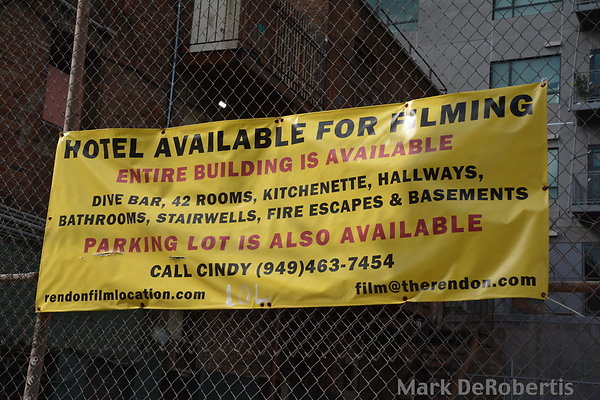 HOTEL AVAILABLE FOR FILMING
ENTIRE BUILDING IS AVAILABLE
DIVE BAR, 42 ROOMS, KITCHENETTE, HALLWAYS,
BATHROOMS, STAIRWELLS, FIRE ESCAPES & BASEMENTS
PARKING LOT IS ALSO AVAILABLE
CALL CINDY (949)463-7454
rendonfilmlocation.com LOL film@therendon.com
Mark DeRobertis